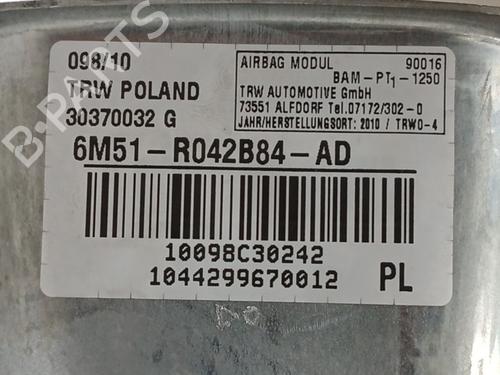 098/10
TRW POLAND
30370032 G
AIRBAG MODUL 90016
BAM-PT1-1250
TRW AUTOMOTIVE GmbH
73551 ALFDORF Tel.07172/302-0
JAHR/HERSTELLUNGSORT: 2010 / TRWO-4
6M51-R042B84-AD
10098C30242
1044299670012 PL